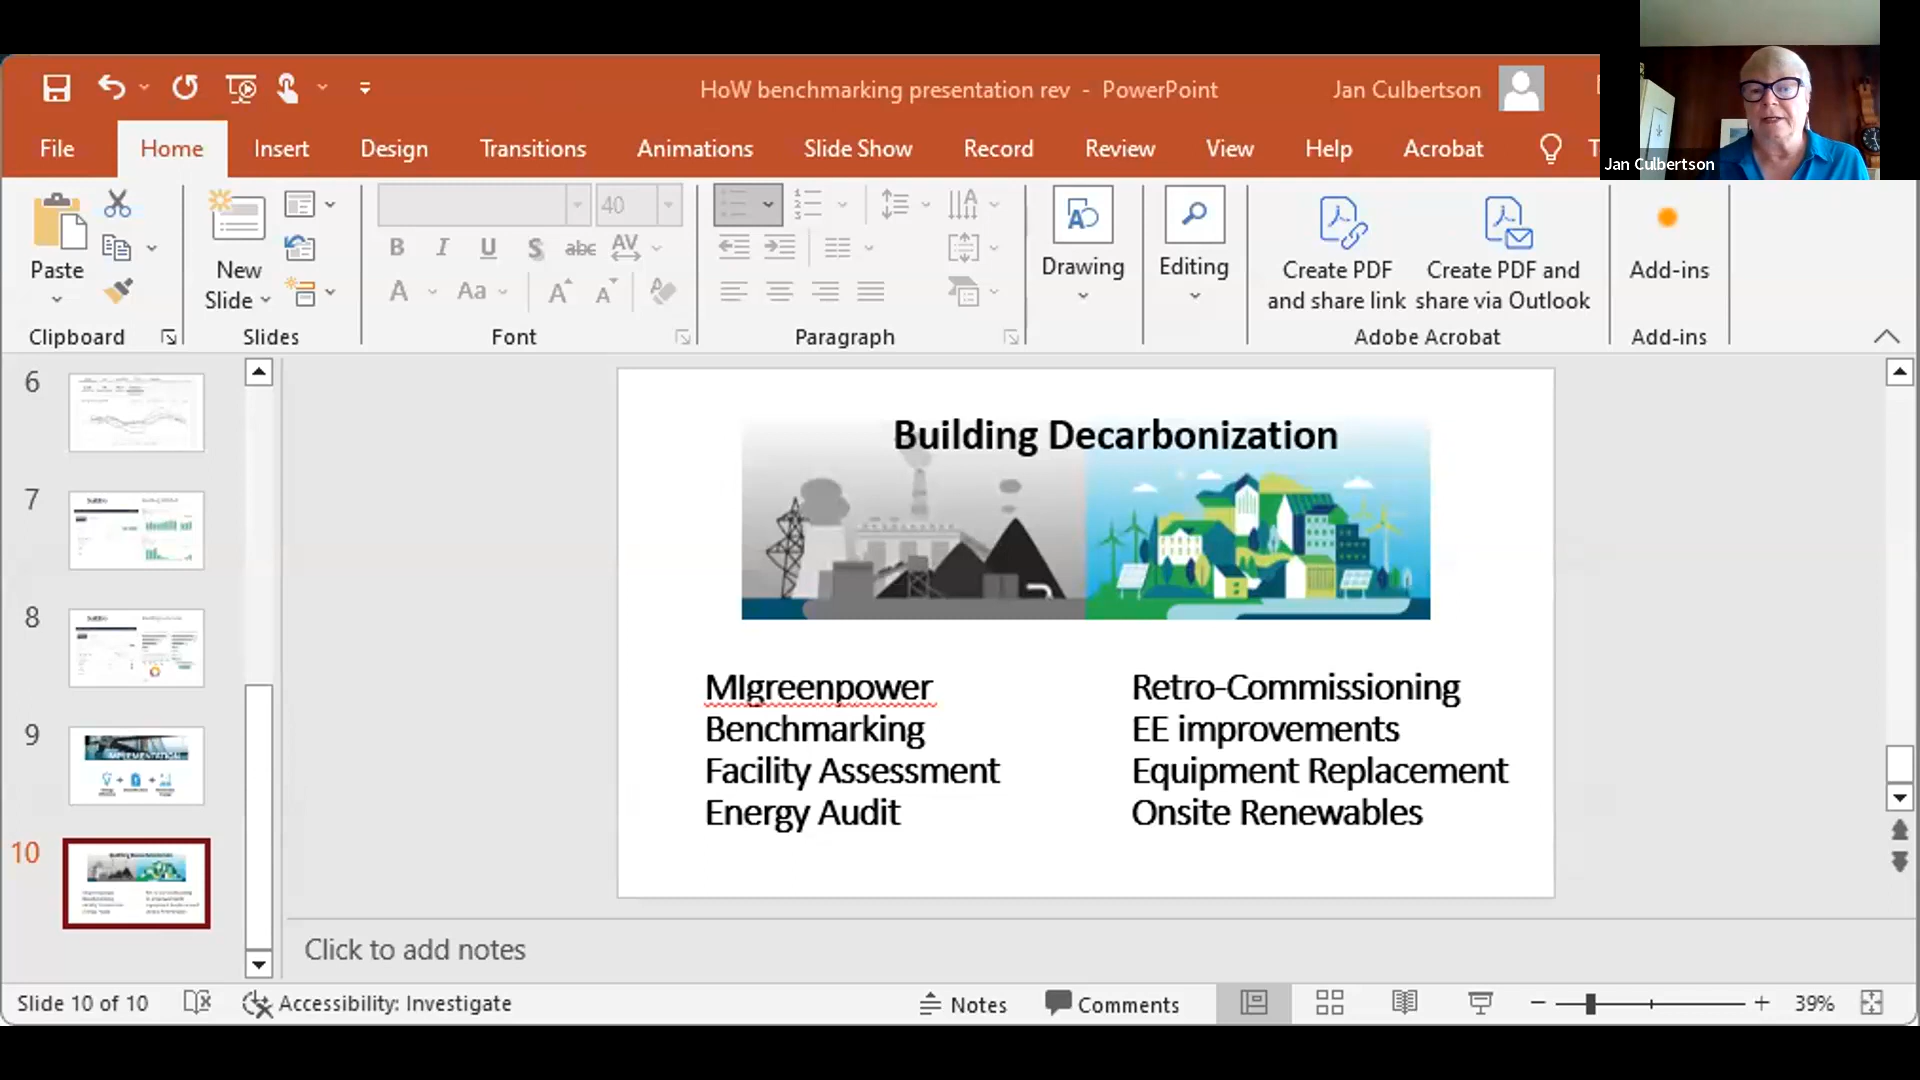 HoW benchmarking presentation rev - PowerPoint
Jan Culbertson
Jan Culbertson
File Home Insert Design Transitions Animations Slide Show Record Review View Help Acrobat
40
Paste
New
Slide
Drawing
Editing
Create PDF
and share link
Create PDF and
share via Outlook
Add-ins
Clipboard
Slides
Font
Paragraph
Adobe Acrobat
Add-ins
6
7
8
9
IMPLEMENTATION
10
Building Decarbonization
MIgreenpower
Benchmarking
Facility Assessment
Energy Audit
Retro-Commissioning
EE improvements
Equipment Replacement
Onsite Renewables
Click to add notes
Slide 10 of 10
Accessibility: Investigate
Notes
Comments
39%